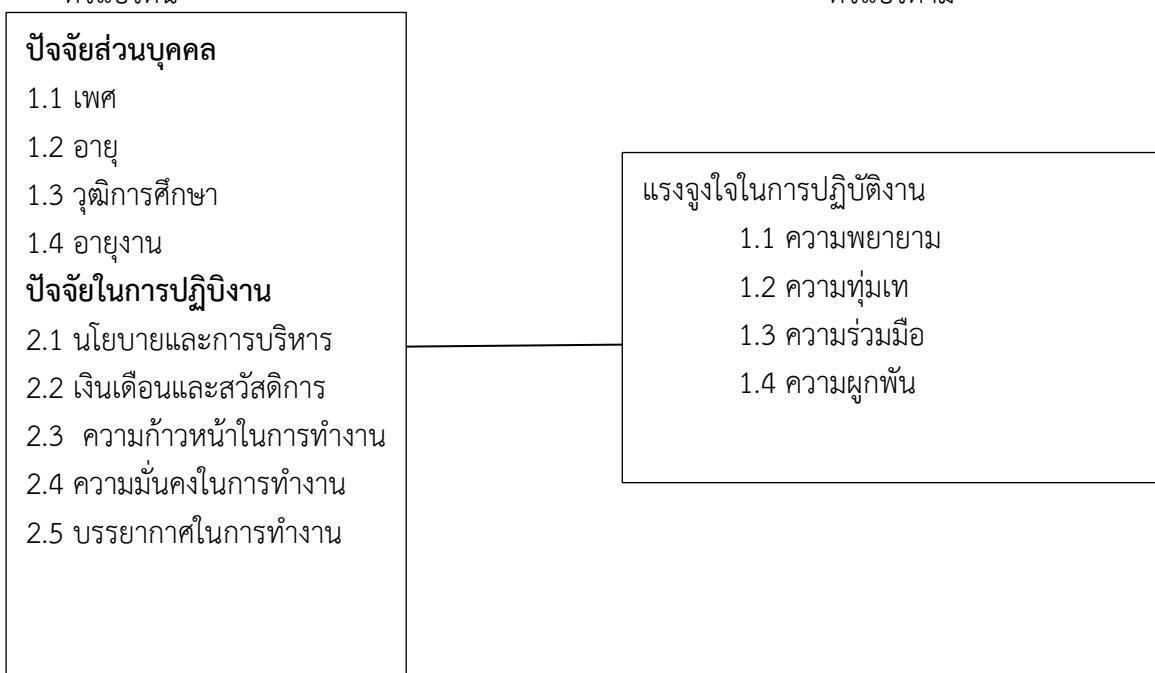 ปัจจัยส่วนบุคคล
1.1 เพศ
1.2 อายุ
1.3 วุฒิการศึกษา
1.4 อายุงาน
ปัจจัยในการปฏิบิงาน
2.1 นโยบายและการบริหาร
2.2 เงินเดือนและสวัสดิการ
2.3 ความก้าวหน้าในการทำงาน
2.4 ความมั่นคงในการทำงาน
2.5 บรรยากาศในการทำงาน
แรงจูงใจในการปฏิบัติงาน
1.1 ความพยายาม
1.2 ความทุ่มเท
1.3 ความร่วมมือ
1.4 ความผูกพัน